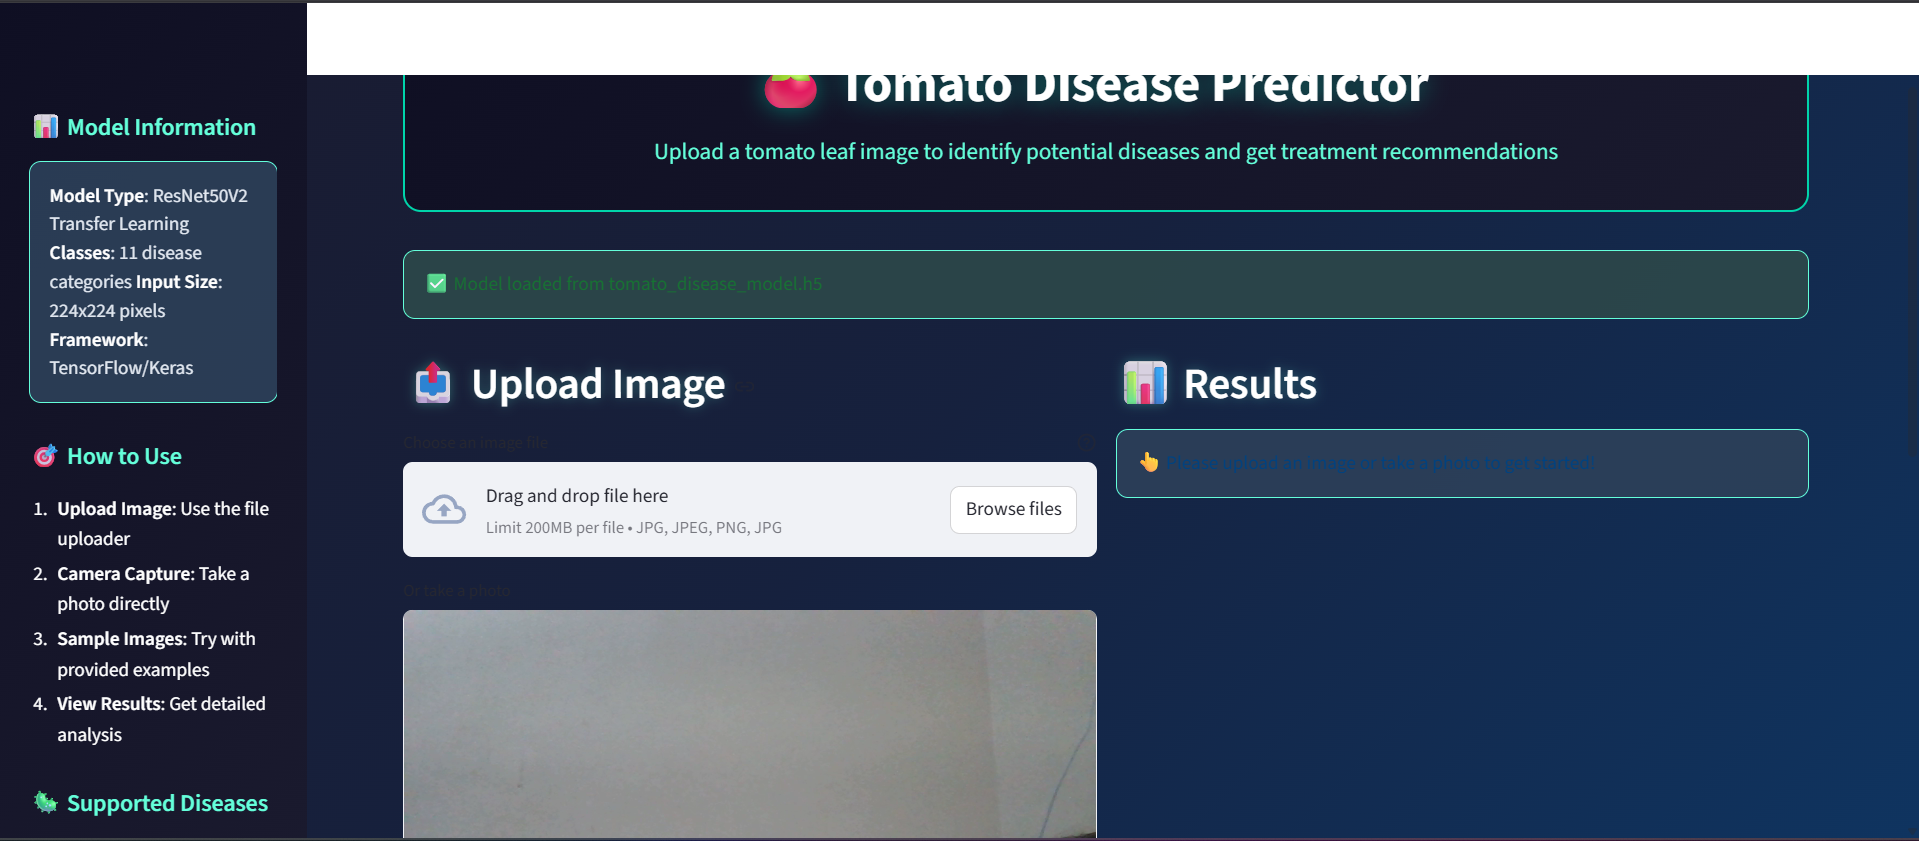 Model Information
Model Type: ResNet50V2
Transfer Learning
Classes: 11 disease
categories Input Size:
224x224 pixels
Framework:
TensorFlow/Keras
How to Use
1. Upload Image: Use the file
uploader
2. Camera Capture: Take a
photo directly
3. Sample Images: Try with
provided examples
4. View Results: Get detailed
analysis
Supported Diseases
Tomato Disease Predictor
Upload a tomato leaf image to identify potential diseases and get treatment recommendations
Model loaded from tomato_disease_model.h5
Upload Image
Choose an image file
Drag and drop file here
Limit 200MB per file • JPG, JPEG, PNG, JPG
Browse files
Or take a photo
Results
Please upload an image or take a photo to get started!